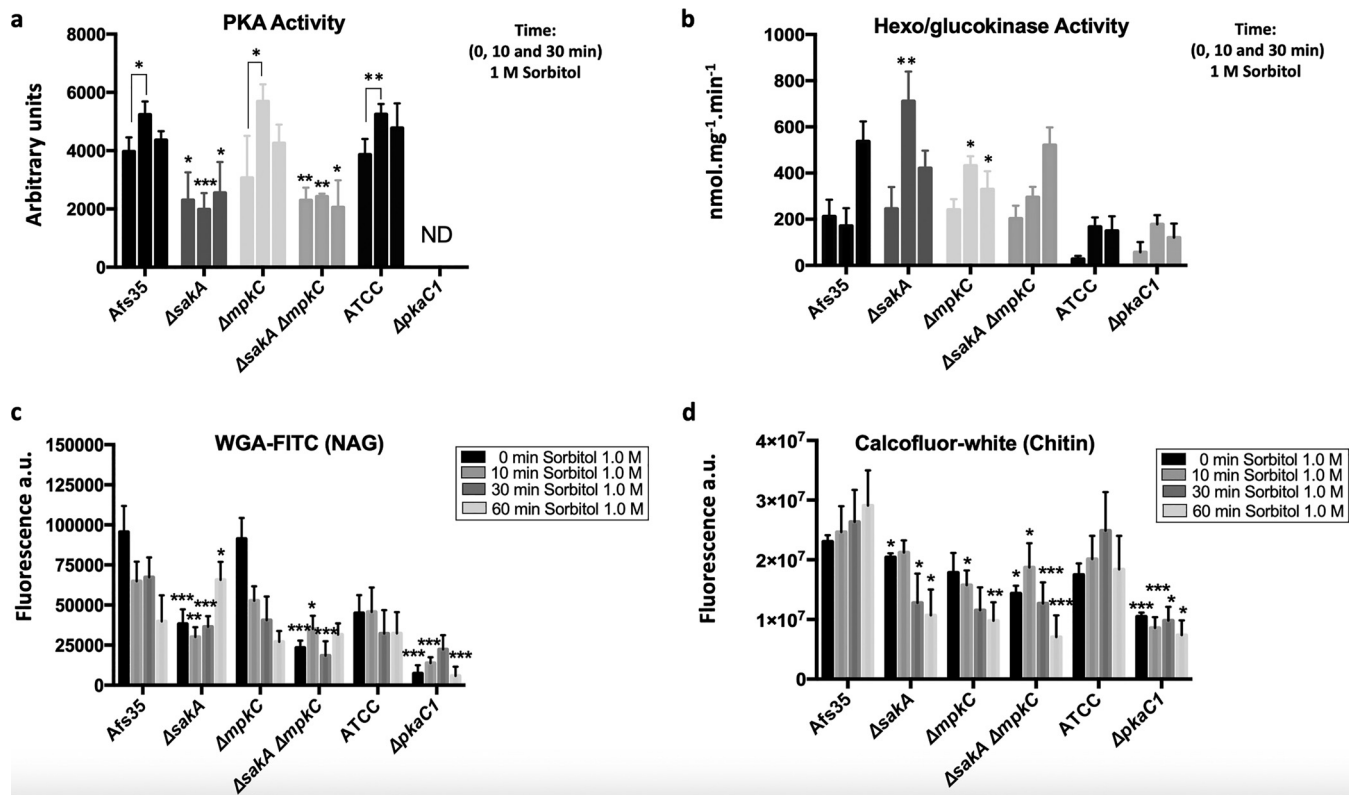 a
PKA Activity
Time:
(0, 10 and 30 min)
1 M Sorbitol
Arbitrary units
8000
6000
4000
2000
0
*
* *** *
*
** ** *
**
ND
Afs35
ΔsakA
ΔmpkC
ΔsakA ΔmpkC
ATCC
ΔpkaC1
b
Hexo/glucokinase Activity
Time:
(0, 10 and 30 min)
1 M Sorbitol
nmol.mg⁻¹.min⁻¹
1000
800
600
400
200
0
**
* *
Afs35
ΔsakA
ΔmpkC
ΔsakA ΔmpkC
ATCC
ΔpkaC1
c
WGA-FITC (NAG)
0 min Sorbitol 1.0 M
10 min Sorbitol 1.0 M
30 min Sorbitol 1.0 M
60 min Sorbitol 1.0 M
Fluorescence a.u.
150000
125000
100000
75000
50000
25000
0
*** ** *** *
*** * ***
*** *** ***
Afs35
ΔsakA
ΔmpkC
ΔsakA ΔmpkC
ATCC
ΔpkaC1
d
Calcofluor-white (Chitin)
0 min Sorbitol 1.0 M
10 min Sorbitol 1.0 M
30 min Sorbitol 1.0 M
60 min Sorbitol 1.0 M
Fluorescence a.u.
4×10⁷
3×10⁷
2×10⁷
1×10⁷
0
* * *
* **
* * *** ***
*** *** * *
Afs35
ΔsakA
ΔmpkC
ΔsakA ΔmpkC
ATCC
ΔpkaC1